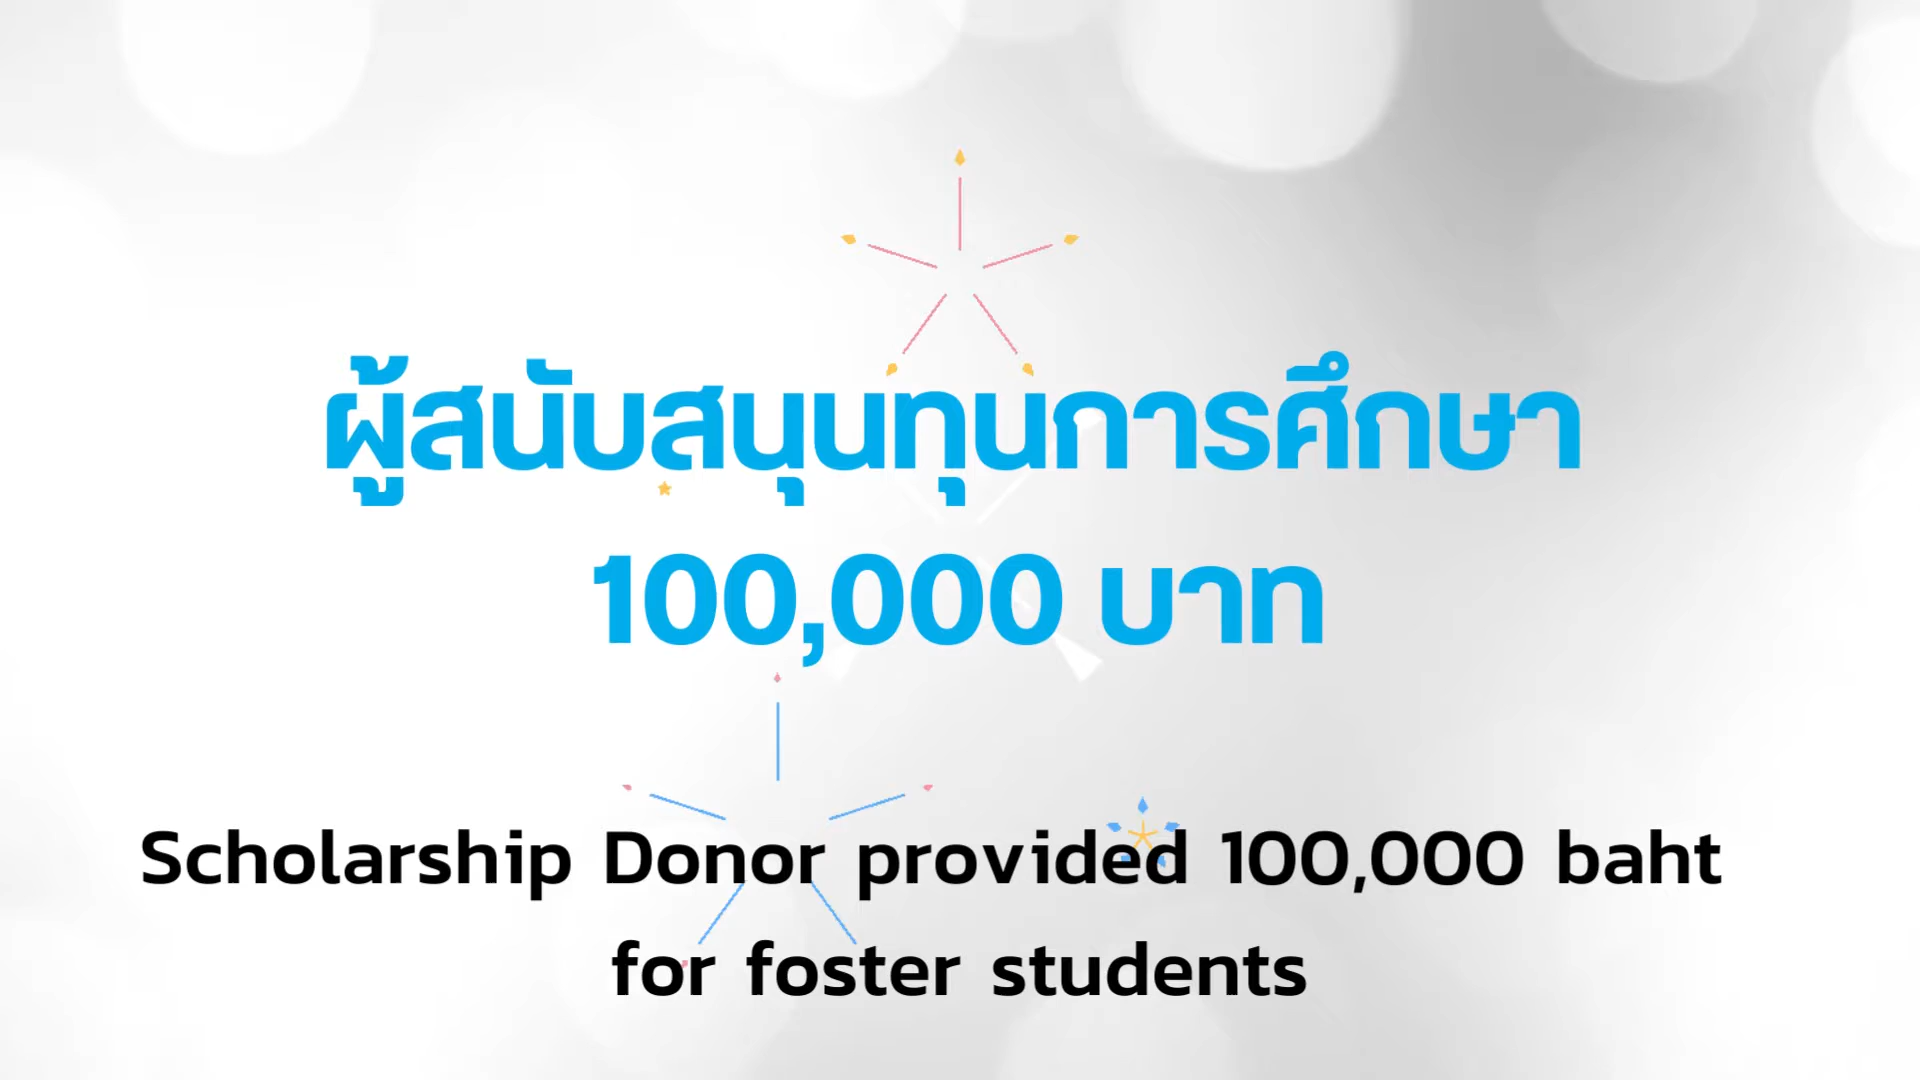 ผู้สนับสนุนทุนการศึกษา
100,000 บาท
Scholarship Donor provided 100,000 baht
for foster students